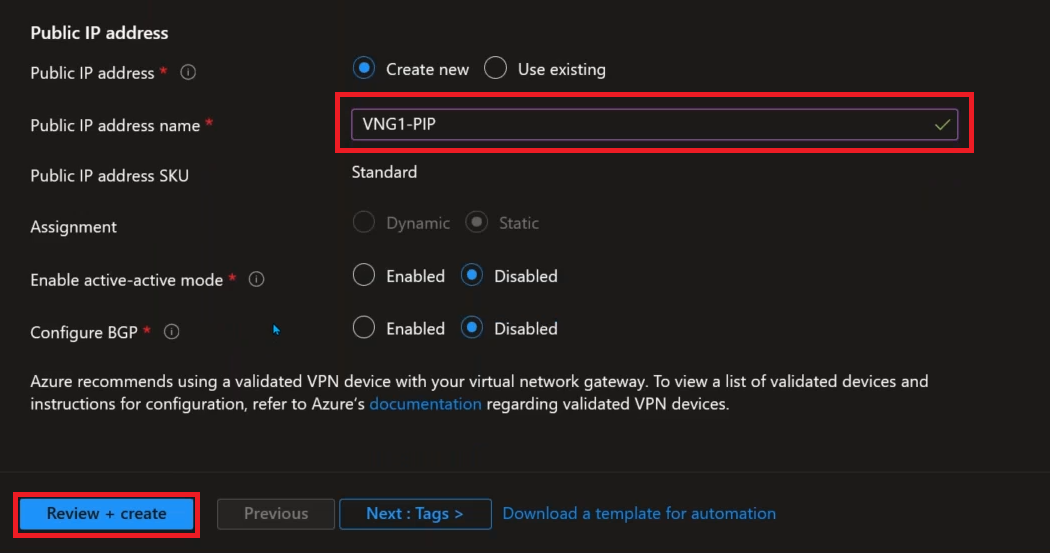 Public IP address
Public IP address * Create new Use existing
Public IP address name * VNG1-PIP
Public IP address SKU Standard
Assignment Dynamic Static
Enable active-active mode * Enabled Disabled
Configure BGP * Enabled Disabled
Azure recommends using a validated VPN device with your virtual network gateway. To view a list of validated devices and
instructions for configuration, refer to Azure's documentation regarding validated VPN devices.
Review + create Previous Next : Tags > Download a template for automation